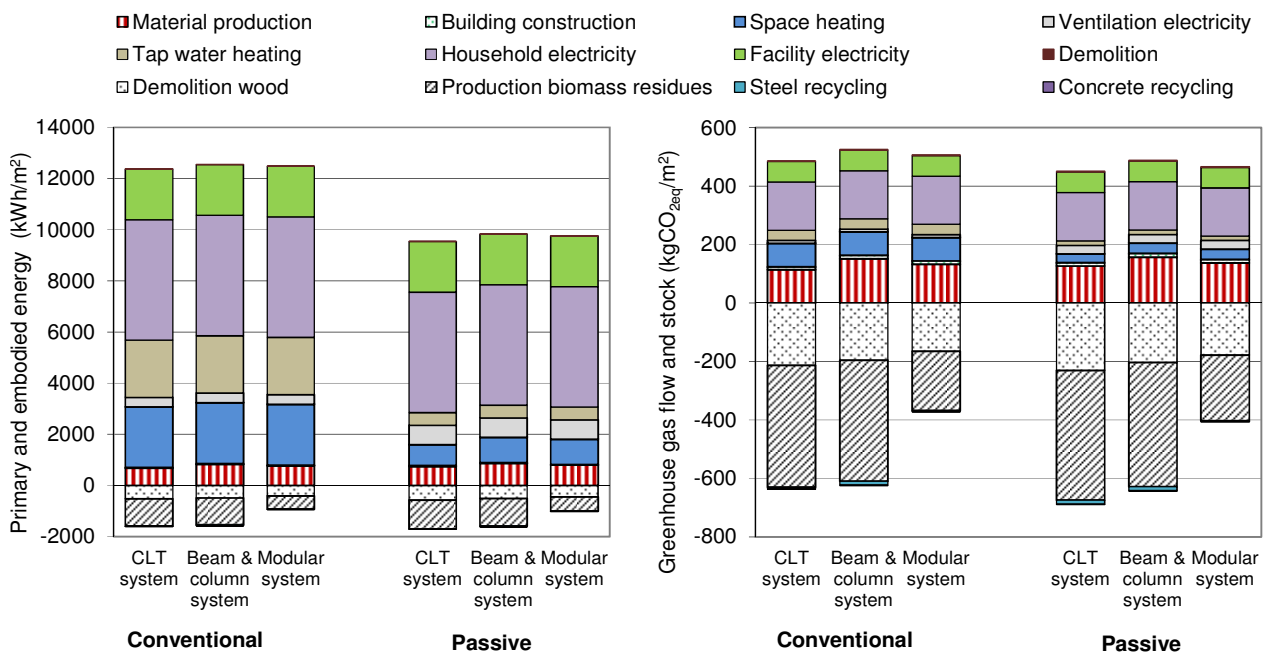 Material production Building construction Space heating Ventilation electricity
Tap water heating Household electricity Facility electricity Demolition
Demolition wood Production biomass residues Steel recycling Concrete recycling
Primary and embodied energy (kWh/m²)
14000
12000
10000
8000
6000
4000
2000
0
-2000
CLT system
Beam & column system
Modular system
CLT system
Beam & column system
Modular system
Conventional
Passive
Greenhouse gas flow and stock (kgCO₂eq/m²)
600
400
200
0
-200
-400
-600
-800
CLT system
Beam & column system
Modular system
CLT system
Beam & column system
Modular system
Conventional
Passive